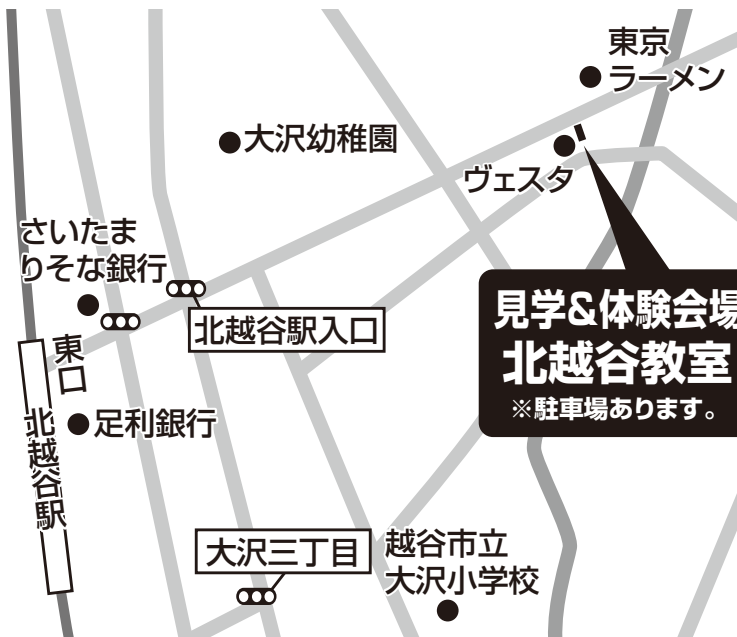 東京
ラーメン
大沢幼稚園
ヴェスタ
さいたま
りそな銀行
北越谷駅入口
見学&体験会場
北越谷教室
※駐車場あります。
東口
足利銀行
北越谷駅
大沢三丁目
越谷市立
大沢小学校